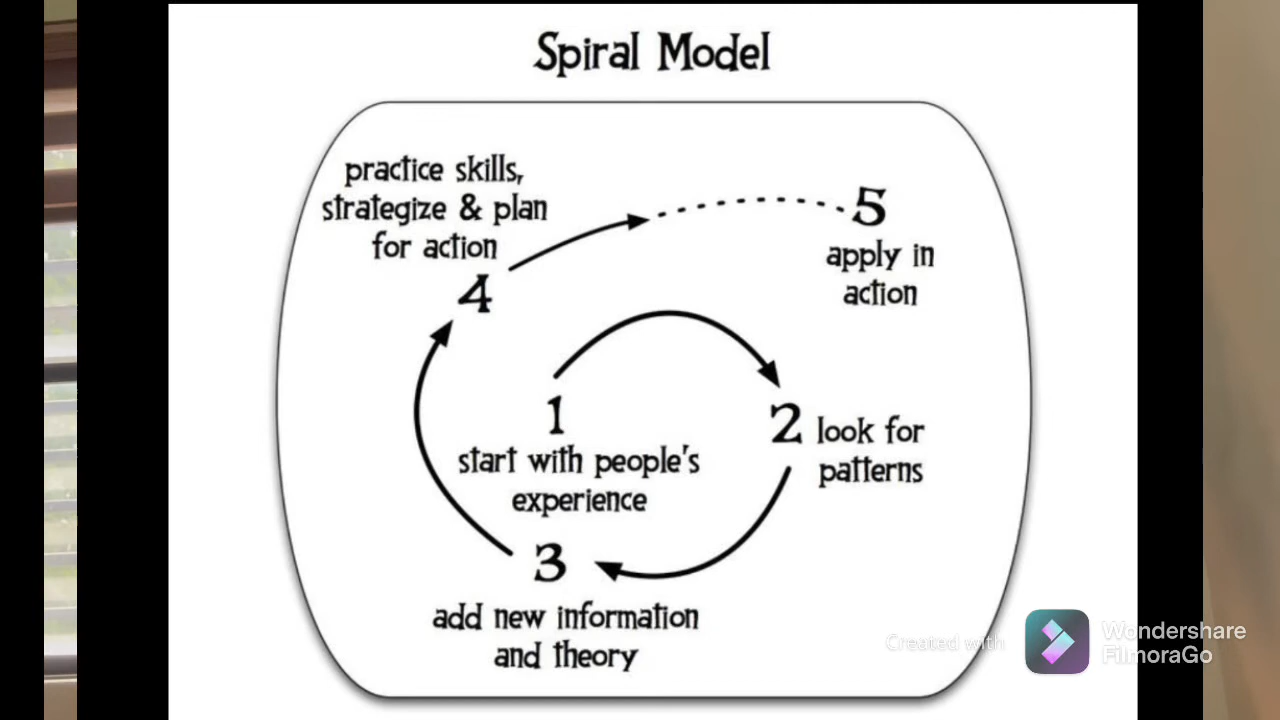 Spiral Model
practice skills,
strategize & plan
for action
4
5
apply in
action
1
start with people's
experience
2 look for
patterns
3
add new information
and theory
Created with
Wondershare
FilmoraGo